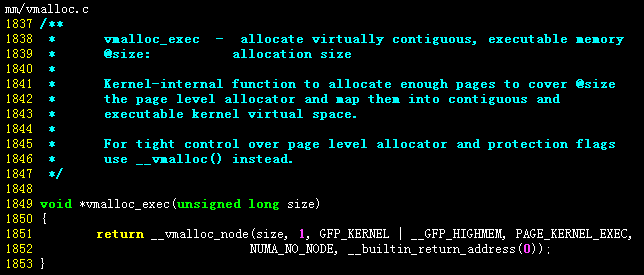 mm/vmalloc.c
1837 /**
1838  *      vmalloc_exec  -  allocate virtually contiguous, executable memory
1839  *      @size:          allocation size
1840  *
1841  *      Kernel-internal function to allocate enough pages to cover @size
1842  *      the page level allocator and map them into contiguous and
1843  *      executable kernel virtual space.
1844  *
1845  *      For tight control over page level allocator and protection flags
1846  *      use __vmalloc() instead.
1847  */
1848
1849 void *vmalloc_exec(unsigned long size)
1850 {
1851         return __vmalloc_node(size, 1, GFP_KERNEL | __GFP_HIGHMEM, PAGE_KERNEL_EXEC,
1852                               NUMA_NO_NODE, __builtin_return_address(0));
1853 }